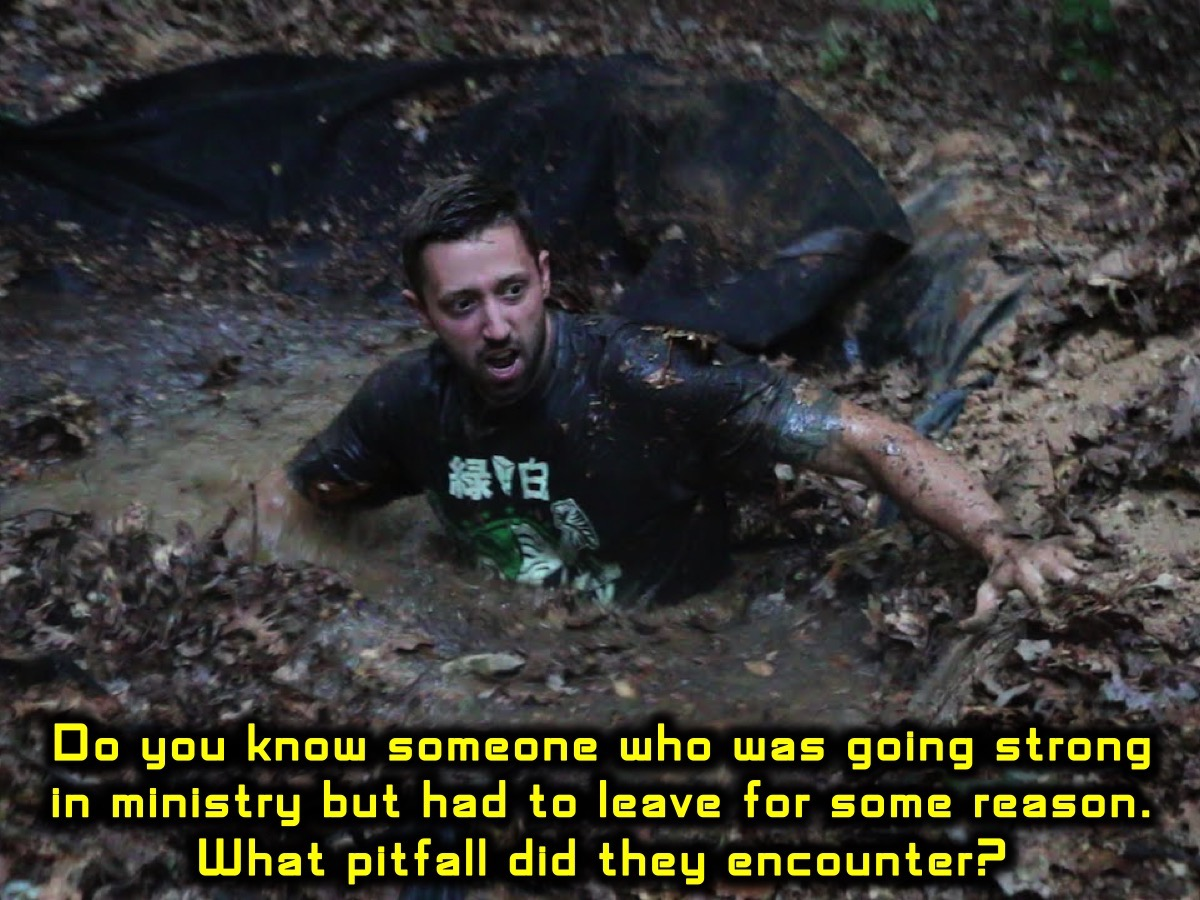 緑白
Do you know someone who was going strong
in ministry but had to leave for some reason.
What pitfall did they encounter?